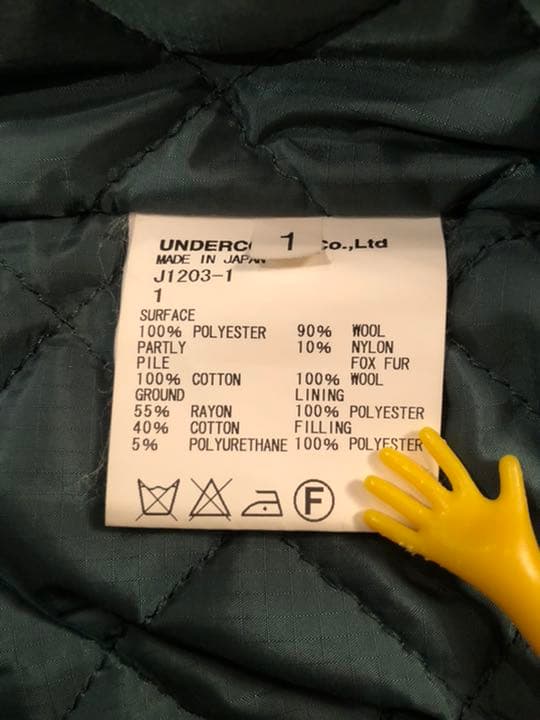 UNDERC 1 Co.,Ltd
MADE IN JAPAN
J1203-1
1
SURFACE
100% POLYESTER 90% WOOL
PARTLY 10% NYLON
PILE FOX FUR
100% COTTON 100% WOOL
GROUND LINING
55% RAYON 100% POLYESTER
40% COTTON FILLING
5% POLYURETHANE 100% POLYESTER
F